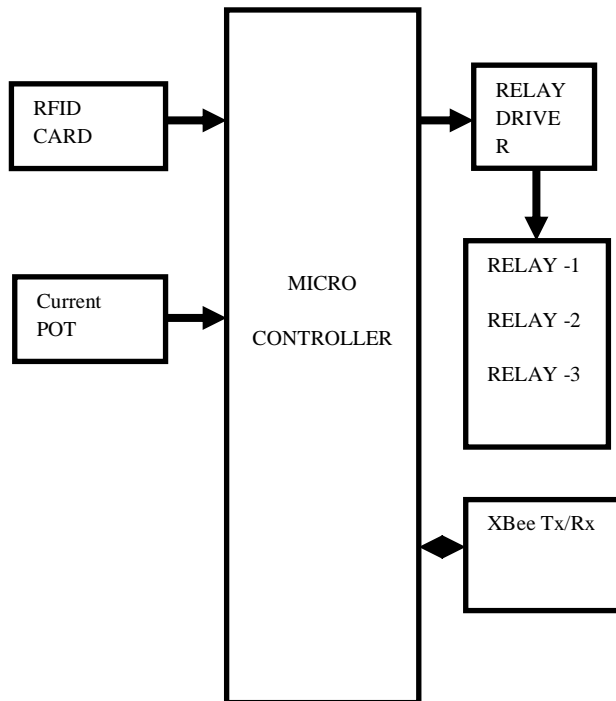 RFID
CARD
Current
POT
MICRO
CONTROLLER
RELAY
DRIVE
R
RELAY -1
RELAY -2
RELAY -3
XBee Tx/Rx